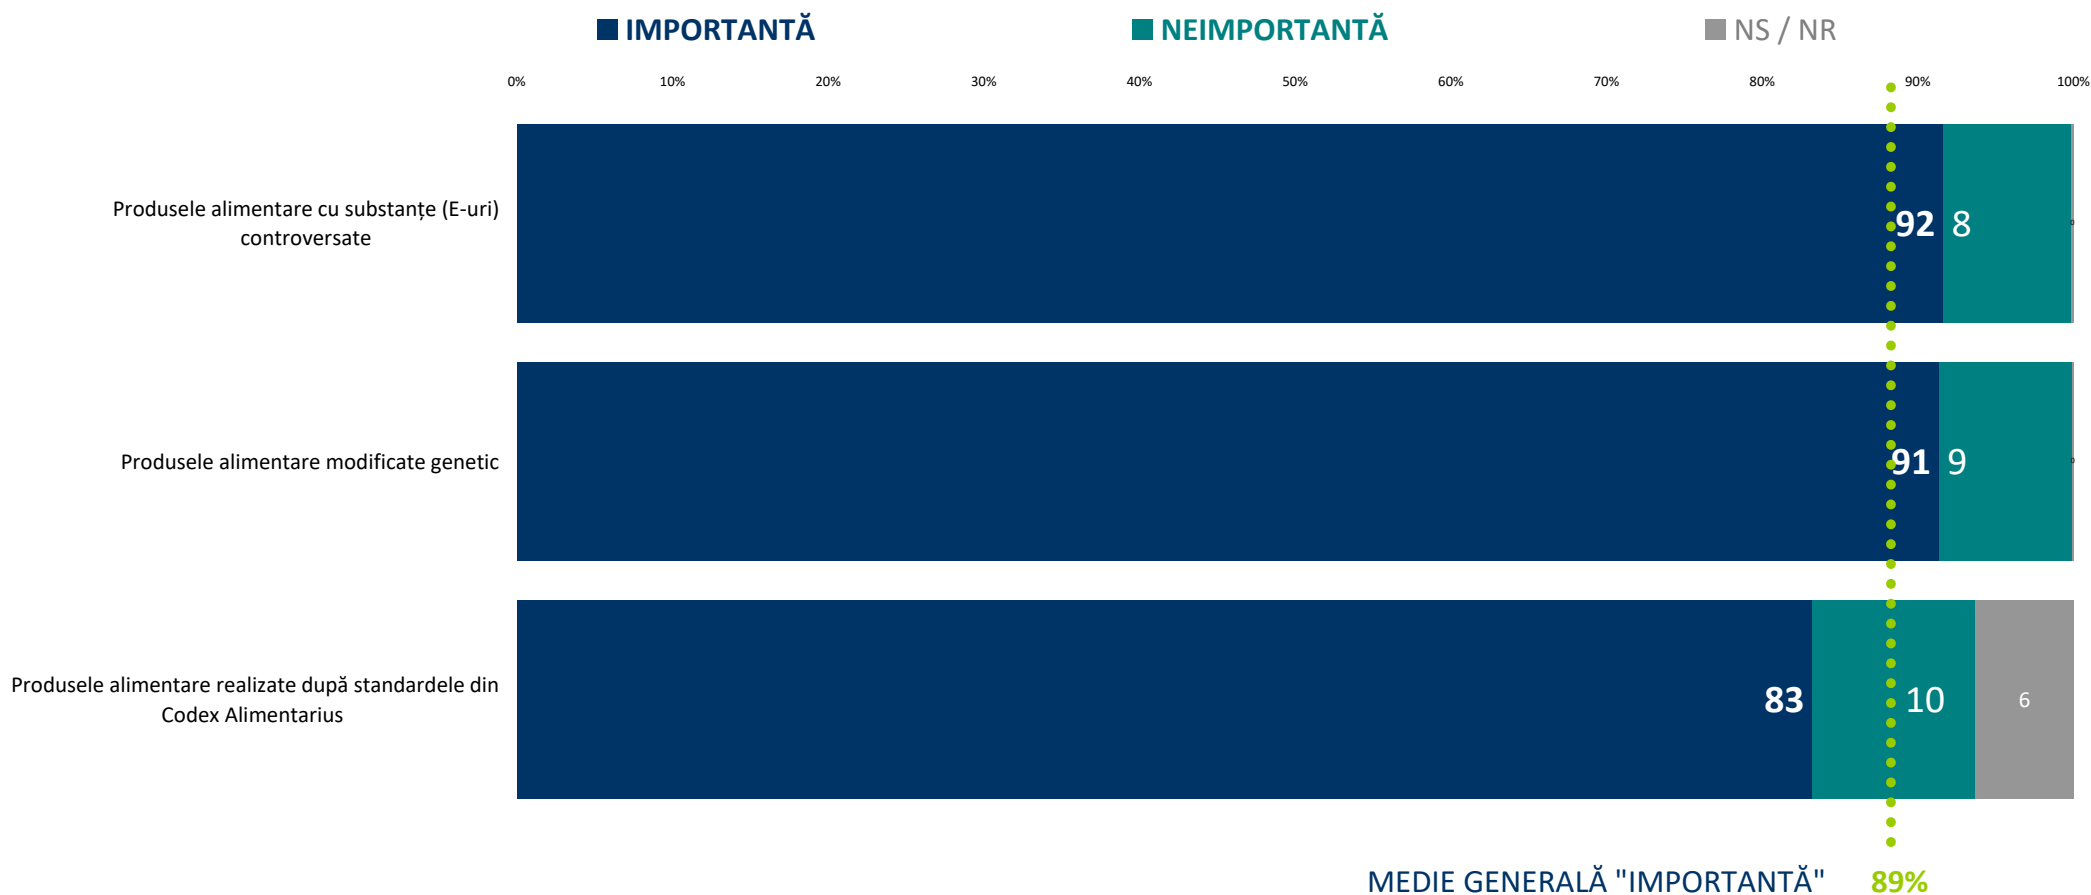 IMPORTANTĂ NEIMPORTANTĂ NS / NR
0% 10% 20% 30% 40% 50% 60% 70% 80% 90% 100%
Produsele alimentare cu substanțe (E-uri)
controversate
92 8 0
Produsele alimentare modificate genetic
91 9 0
Produsele alimentare realizate după standardele din
Codex Alimentarius
83 10 6
MEDIE GENERALĂ "IMPORTANTĂ" 89%